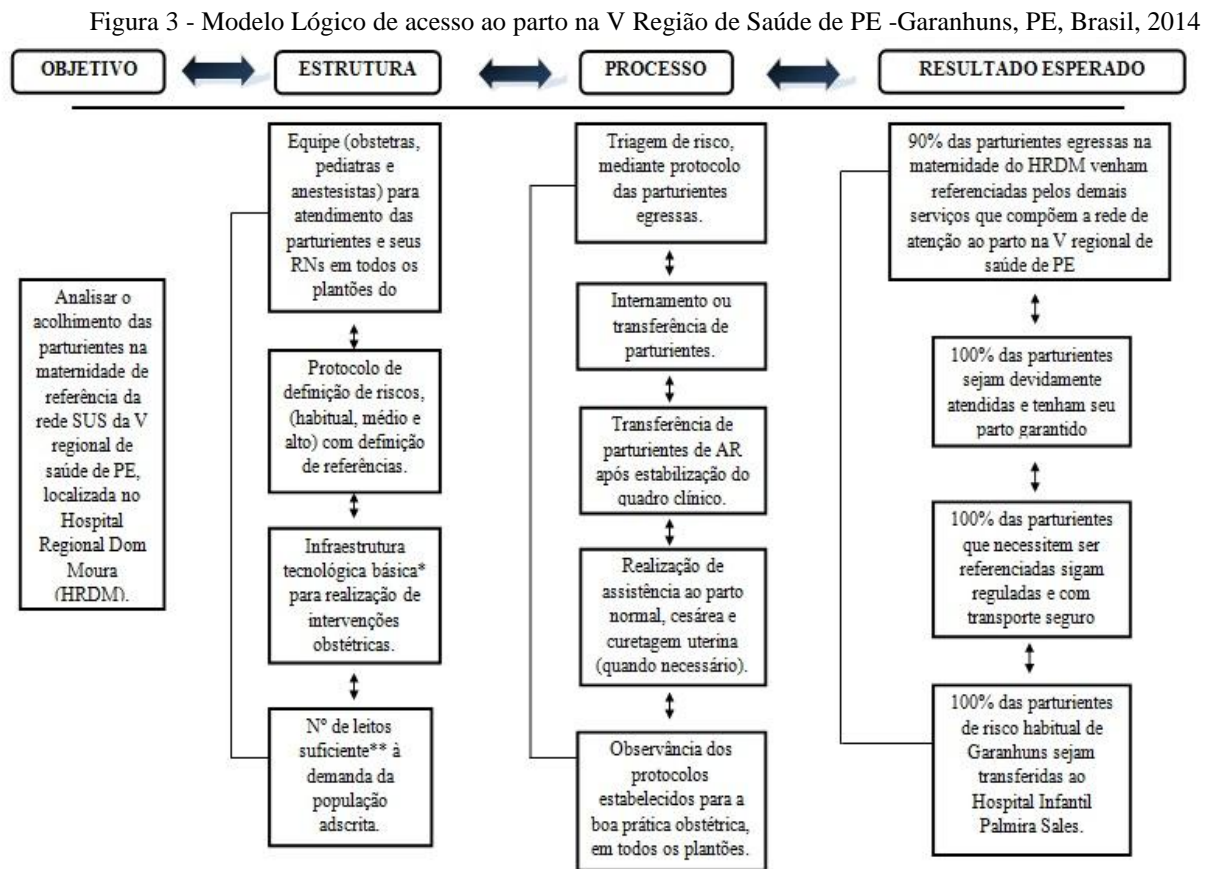 Figura 3 - Modelo Lógico de acesso ao parto na V Região de Saúde de PE -Garanhuns, PE, Brasil, 2014
OBJETIVO
ESTRUTURA
PROCESSO
RESULTADO ESPERADO
Analisar o
acolhimento das
parturientes na
maternidade de
referência da
rede SUS da V
regional de
saúde de PE,
localizada no
Hospital
Regional Dom
Moura
(HRDM).
Equipe (obstetras,
pediatras e
anestesistas) para
atendimento das
parturientes e seus
RNs em todos os
plantões do
Protocolo de
definição de riscos,
(habitual, médio e
alto) com definição
de referências.
Infraestrutura
tecnológica básica*
para realização de
intervenções
obstétricas.
N° de leitos
suficiente** à
demanda da
população
adscrita.
Triagem de risco,
mediante protocolo
das parturientes
egressas.
Internamento ou
transferência de
parturientes.
Transferência de
parturientes de AR
após estabilização do
quadro clínico.
Realização de
assistência ao parto
normal, cesárea e
curetagem uterina
(quando necessário).
Observância dos
protocolos
estabelecidos para a
boa prática obstétrica,
em todos os plantões.
90% das parturientes egressas na
maternidade do HRDM venham
referenciadas pelos demais
serviços que compõem a rede de
atenção ao parto na V regional de
saúde de PE
100% das parturientes
sejam devidamente
atendidas e tenham seu
parto garantido
100% das parturientes
que necessitem ser
referenciadas sigam
reguladas e com
transporte seguro
100% das parturientes
de risco habitual de
Garanhuns sejam
transferidas ao
Hospital Infantil
Palmira Sales.